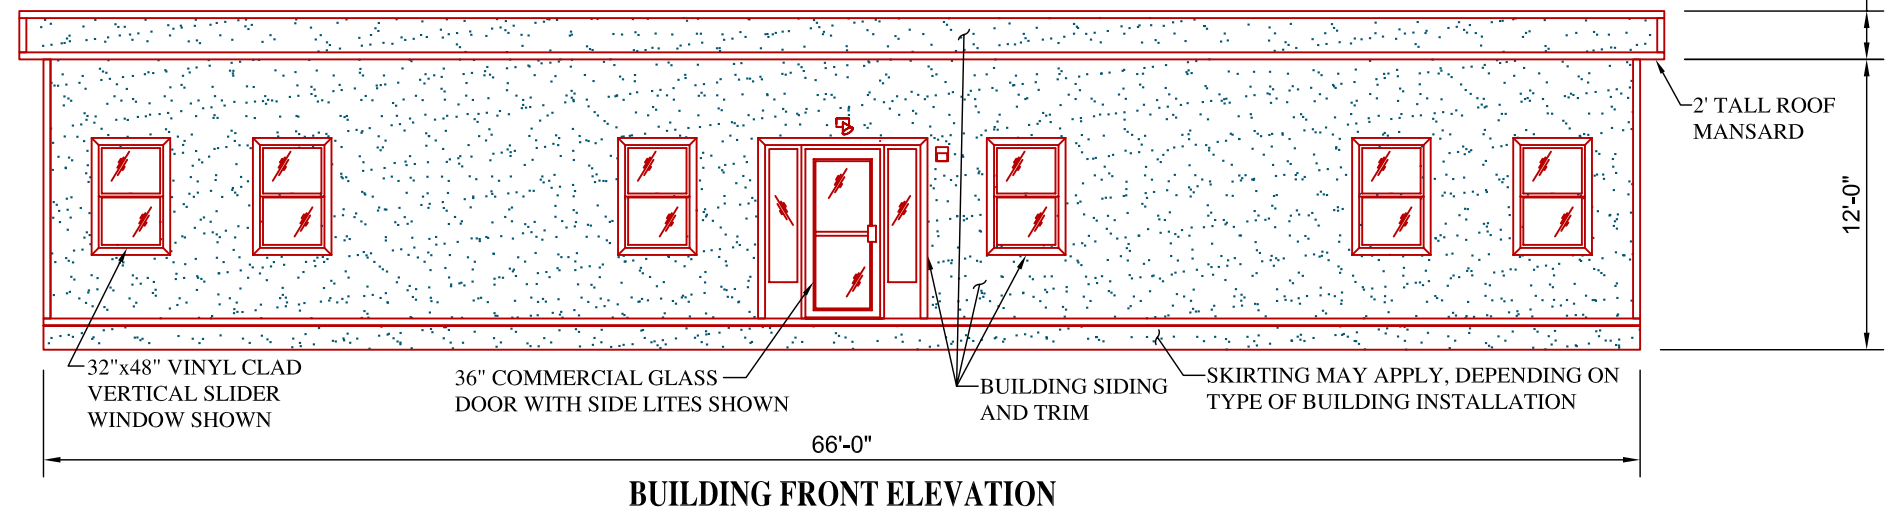 2' TALL ROOF
MANSARD
12'-0"
32"x48" VINYL CLAD
VERTICAL SLIDER
WINDOW SHOWN
36" COMMERCIAL GLASS
DOOR WITH SIDE LITES SHOWN
BUILDING SIDING
AND TRIM
SKIRTING MAY APPLY, DEPENDING ON
TYPE OF BUILDING INSTALLATION
66'-0"
BUILDING FRONT ELEVATION